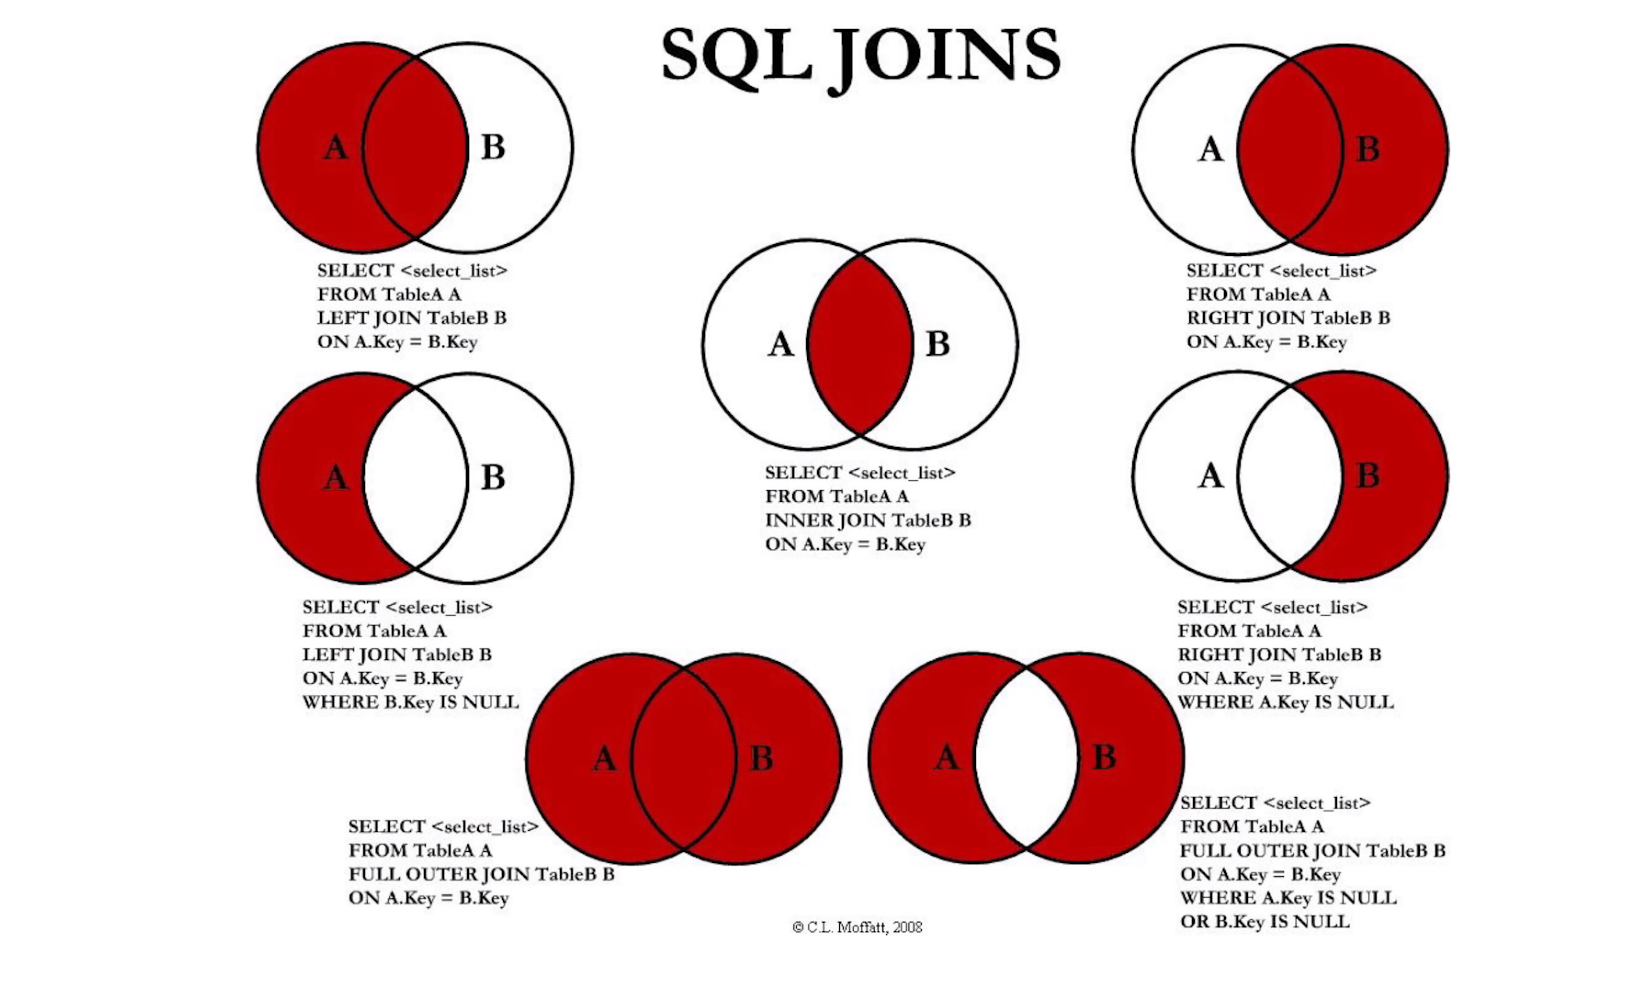 SQL JOINS
A B
SELECT <select_list>
FROM TableA A
LEFT JOIN TableB B
ON A.Key = B.Key
A B
SELECT <select_list>
FROM TableA A
RIGHT JOIN TableB B
ON A.Key = B.Key
A B
SELECT <select_list>
FROM TableA A
INNER JOIN TableB B
ON A.Key = B.Key
A B
SELECT <select_list>
FROM TableA A
LEFT JOIN TableB B
ON A.Key = B.Key
WHERE B.Key IS NULL
A B
SELECT <select_list>
FROM TableA A
RIGHT JOIN TableB B
ON A.Key = B.Key
WHERE A.Key IS NULL
A B
SELECT <select_list>
FROM TableA A
FULL OUTER JOIN TableB B
ON A.Key = B.Key
A B
SELECT <select_list>
FROM TableA A
FULL OUTER JOIN TableB B
ON A.Key = B.Key
WHERE A.Key IS NULL
OR B.Key IS NULL
© C.L. Moffatt, 2008